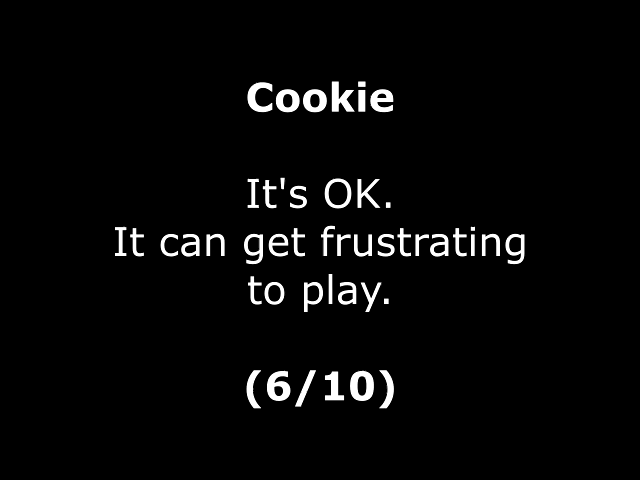 Cookie
It's OK.
It can get frustrating
to play.
(6/10)